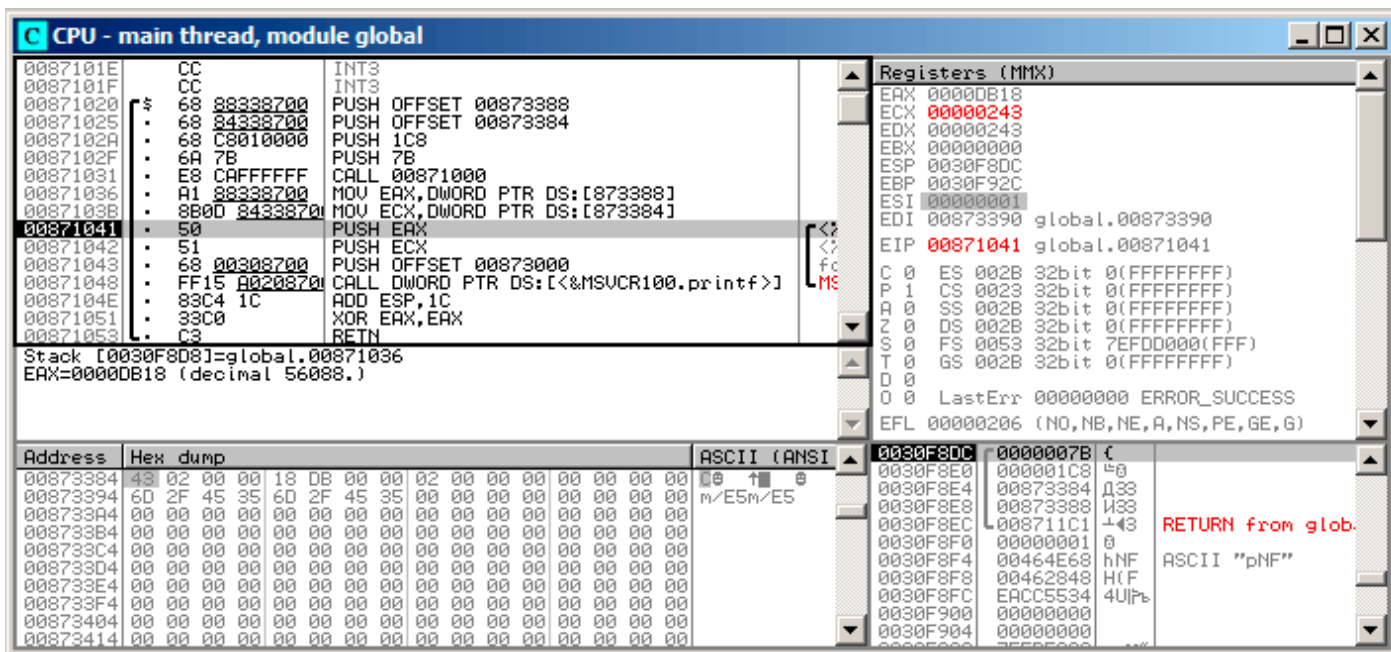 C CPU - main thread, module global
0087101E CC INT3
0087101F CC INT3
00871020 $ 68 88338700 PUSH OFFSET 00873388
00871025 . 68 84338700 PUSH OFFSET 00873384
0087102A . 68 C8010000 PUSH 1C8
0087102F . 6A 7B PUSH 7B
00871031 . E8 CAFFFFFF CALL 00871000
00871036 . A1 88338700 MOV EAX,DWORD PTR DS:[873388]
0087103B . 8B0D 84338700 MOV ECX,DWORD PTR DS:[873384]
00871041 . 50 PUSH EAX
00871042 . 51 PUSH ECX
00871043 . 68 00308700 PUSH OFFSET 00873000
00871048 . FF15 A0208700 CALL DWORD PTR DS:[<&MSVCR100.printf>]
0087104E . 83C4 1C ADD ESP,1C
00871051 . 33C0 XOR EAX,EAX
00871053 . C3 RETN
Stack [0030F8D8]=global.00871036
EAX=0000DB18 (decimal 56088.)
Registers (MMX)
EAX 0000DB18
ECX 00000243
EDX 00000243
EBX 00000000
ESP 0030F8DC
EBP 0030F92C
ESI 00000001
EDI 00873390 global.00873390
EIP 00871041 global.00871041
C 0 ES 002B 32bit 0(FFFFFFFF)
P 1 CS 0023 32bit 0(FFFFFFFF)
A 0 SS 002B 32bit 0(FFFFFFFF)
Z 0 DS 002B 32bit 0(FFFFFFFF)
S 0 FS 0053 32bit 7EFDD000(FFF)
T 0 GS 002B 32bit 0(FFFFFFFF)
D 0
O 0 LastErr 00000000 ERROR_SUCCESS
EFL 00000206 (NO,NB,NE,A,NS,PE,GE,G)
Address Hex dump ASCII (ANSI
00873384 43 02 00 00 18 DB 00 00 02 00 00 00 00 00 00 00
00873394 6D 2F 45 35 6D 2F 45 35 00 00 00 00 00 00 00 00 m/E5m/E5
008733A4 00 00 00 00 00 00 00 00 00 00 00 00 00 00 00 00
008733B4 00 00 00 00 00 00 00 00 00 00 00 00 00 00 00 00
008733C4 00 00 00 00 00 00 00 00 00 00 00 00 00 00 00 00
008733D4 00 00 00 00 00 00 00 00 00 00 00 00 00 00 00 00
008733E4 00 00 00 00 00 00 00 00 00 00 00 00 00 00 00 00
008733F4 00 00 00 00 00 00 00 00 00 00 00 00 00 00 00 00
00873404 00 00 00 00 00 00 00 00 00 00 00 00 00 00 00 00
00873414 00 00 00 00 00 00 00 00 00 00 00 00 00 00 00 00
0030F8DC 0000007B {
0030F8E0 000001C8
0030F8E4 00873384 Д33
0030F8E8 00873388 И33
0030F8EC 008711C1 RETURN from glob
0030F8F0 00000001
0030F8F4 00464E68 hNF ASCII "pNF"
0030F8F8 00462848 H(F
0030F8FC EACC5534
0030F900 00000000
0030F904 00000000